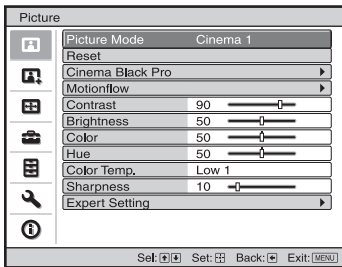 Picture
Picture Mode Cinema 1
Reset
Cinema Black Pro
Motionflow
Contrast 90
Brightness 50
Color 50
Hue 50
Color Temp. Low 1
Sharpness 10
Expert Setting
Sel: Set: Back: Exit: MENU